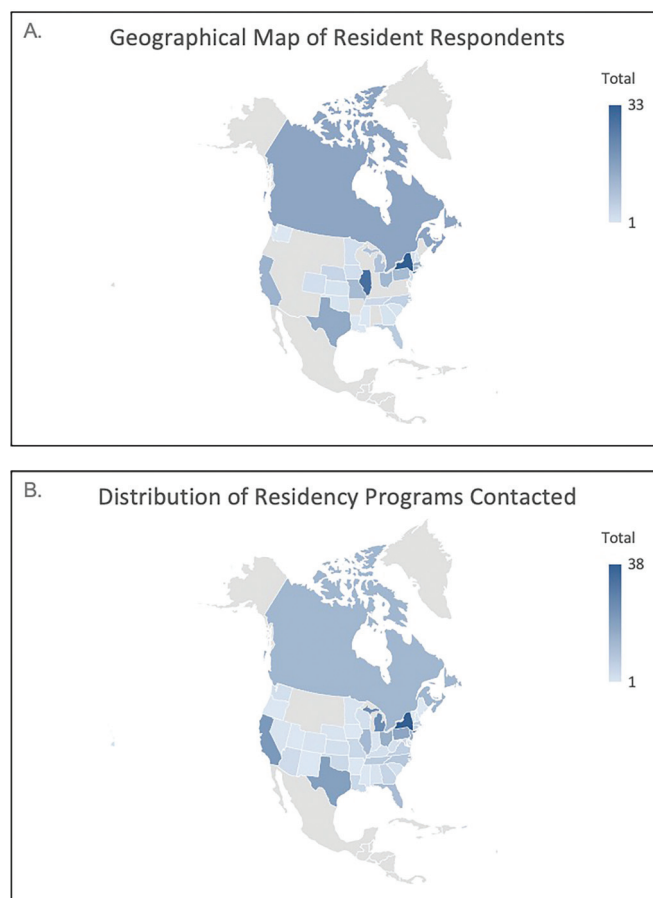 A.
Geographical Map of Resident Respondents
Total
33
1
B.
Distribution of Residency Programs Contacted
Total
38
1